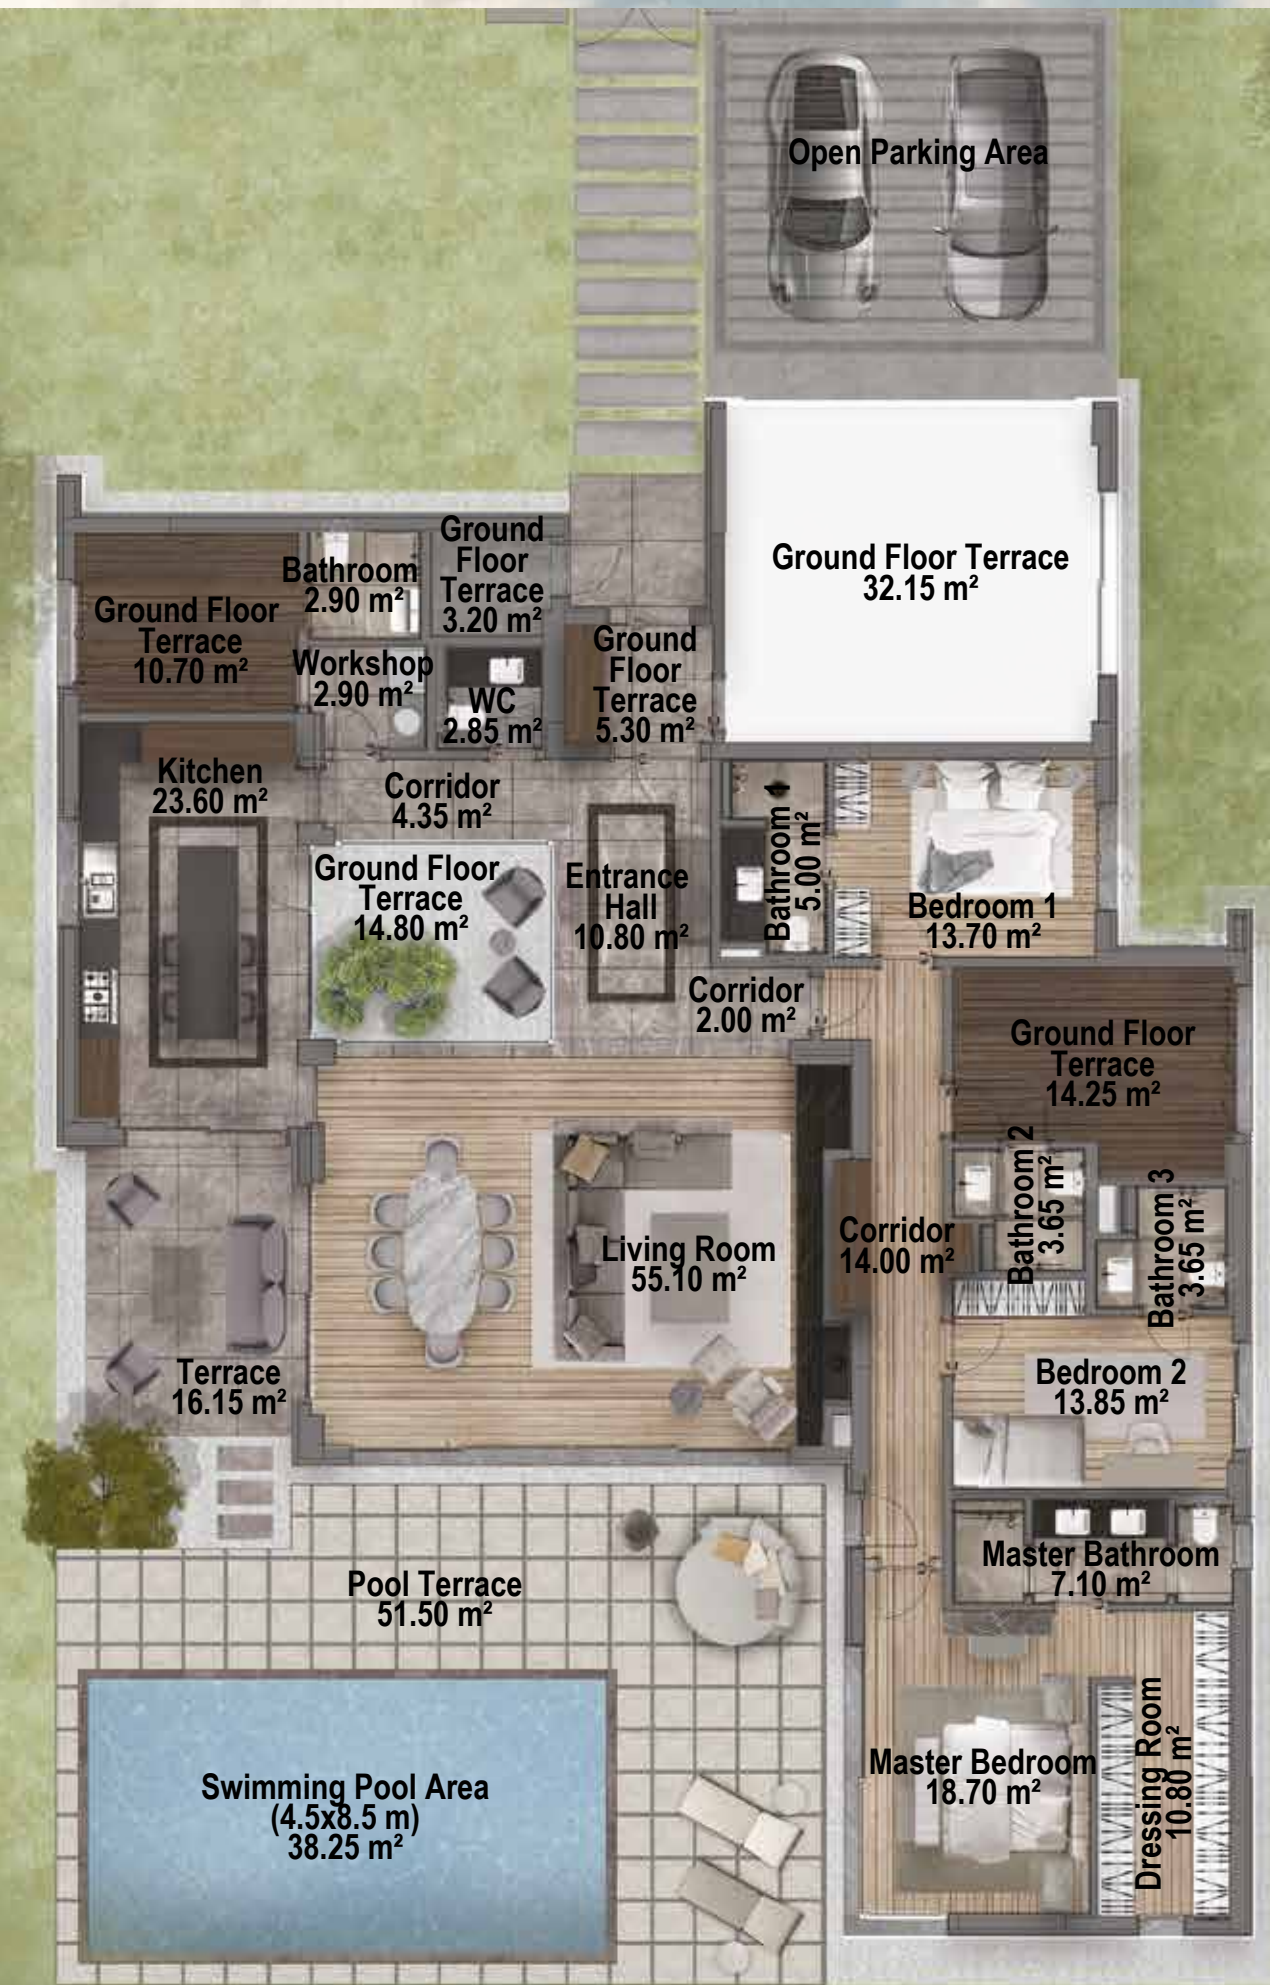 Open Parking Area
Ground Floor Terrace
32.15 m²
Ground
Floor
Terrace
3.20 m²
Bathroom
2.90 m²
Ground Floor
Terrace
10.70 m²
Ground
Floor
Terrace
5.30 m²
Workshop
2.90 m²
WC
2.85 m²
Kitchen
23.60 m²
Corridor
4.35 m²
Ground Floor
Terrace
14.80 m²
Entrance
Hall
10.80 m²
Bathroom 1
5.00 m²
Bedroom 1
13.70 m²
Corridor
2.00 m²
Ground Floor
Terrace
14.25 m²
Bathroom 2
3.65 m²
Bathroom 3
3.65 m²
Living Room
55.10 m²
Corridor
14.00 m²
Terrace
16.15 m²
Bedroom 2
13.85 m²
Master Bathroom
7.10 m²
Pool Terrace
51.50 m²
Master Bedroom
18.70 m²
Dressing Room
10.80 m²
Swimming Pool Area
(4.5x8.5 m)
38.25 m²